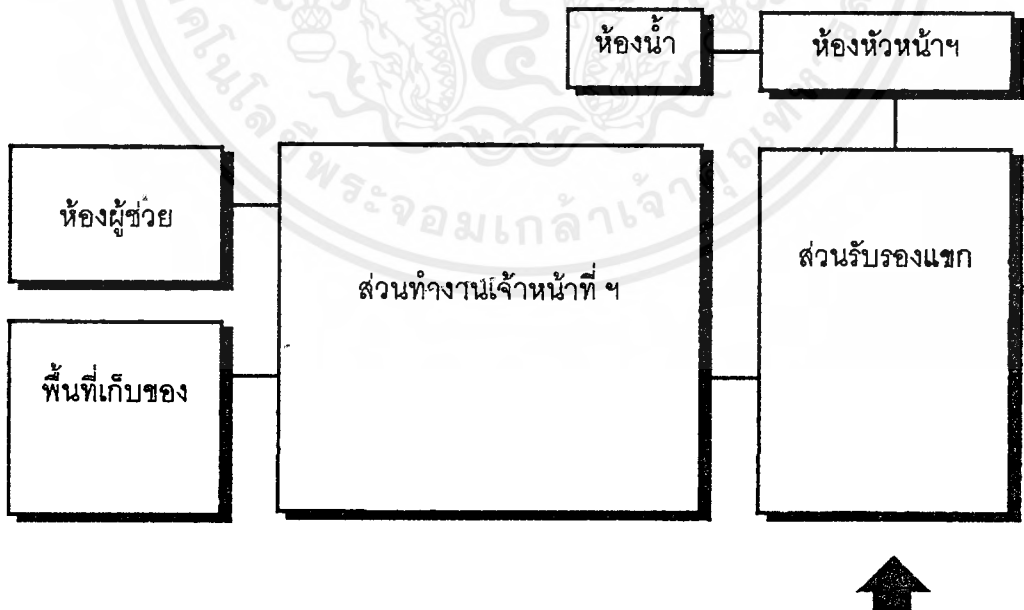 ห้องน้ำ
ห้องหัวหน้าฯ
ห้องผู้ช่วย
ส่วนทำงานเจ้าหน้าที่ ฯ
ส่วนรับรองแขก
พื้นที่เก็บของ